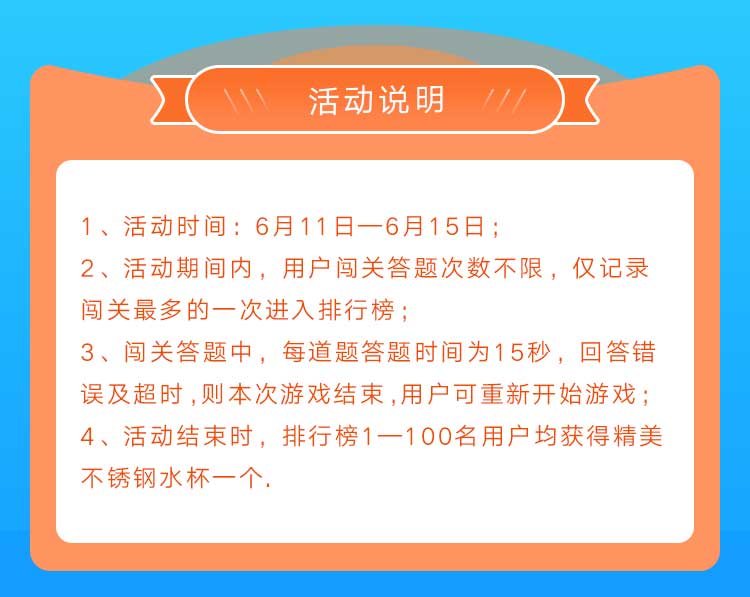 活动说明
1、活动时间：6月11日—6月15日；
2、活动期间内，用户闯关答题次数不限，仅记录
闯关最多的一次进入排行榜；
3、闯关答题中，每道题答题时间为15秒，回答错
误及超时,则本次游戏结束,用户可重新开始游戏；
4、活动结束时，排行榜1—100名用户均获得精美
不锈钢水杯一个.